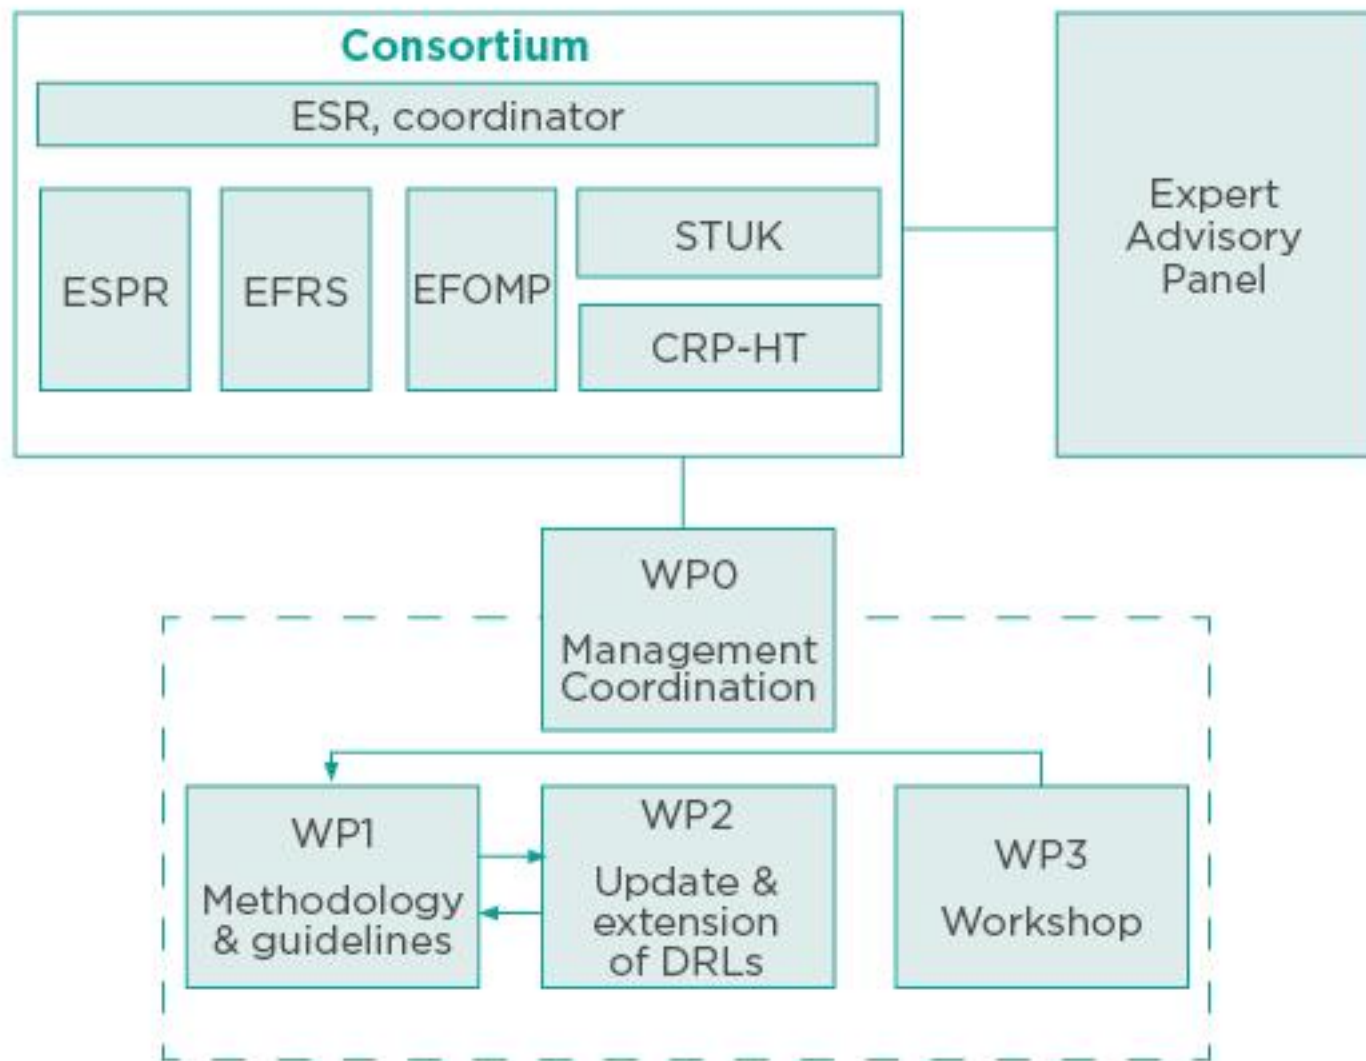 Consortium
ESR, coordinator
ESPR
EFRS
EFOMP
STUK
CRP-HT
Expert
Advisory
Panel
WP0
Management
Coordination
WP1
Methodology
& guidelines
WP2
Update &
extension
of DRLs
WP3
Workshop